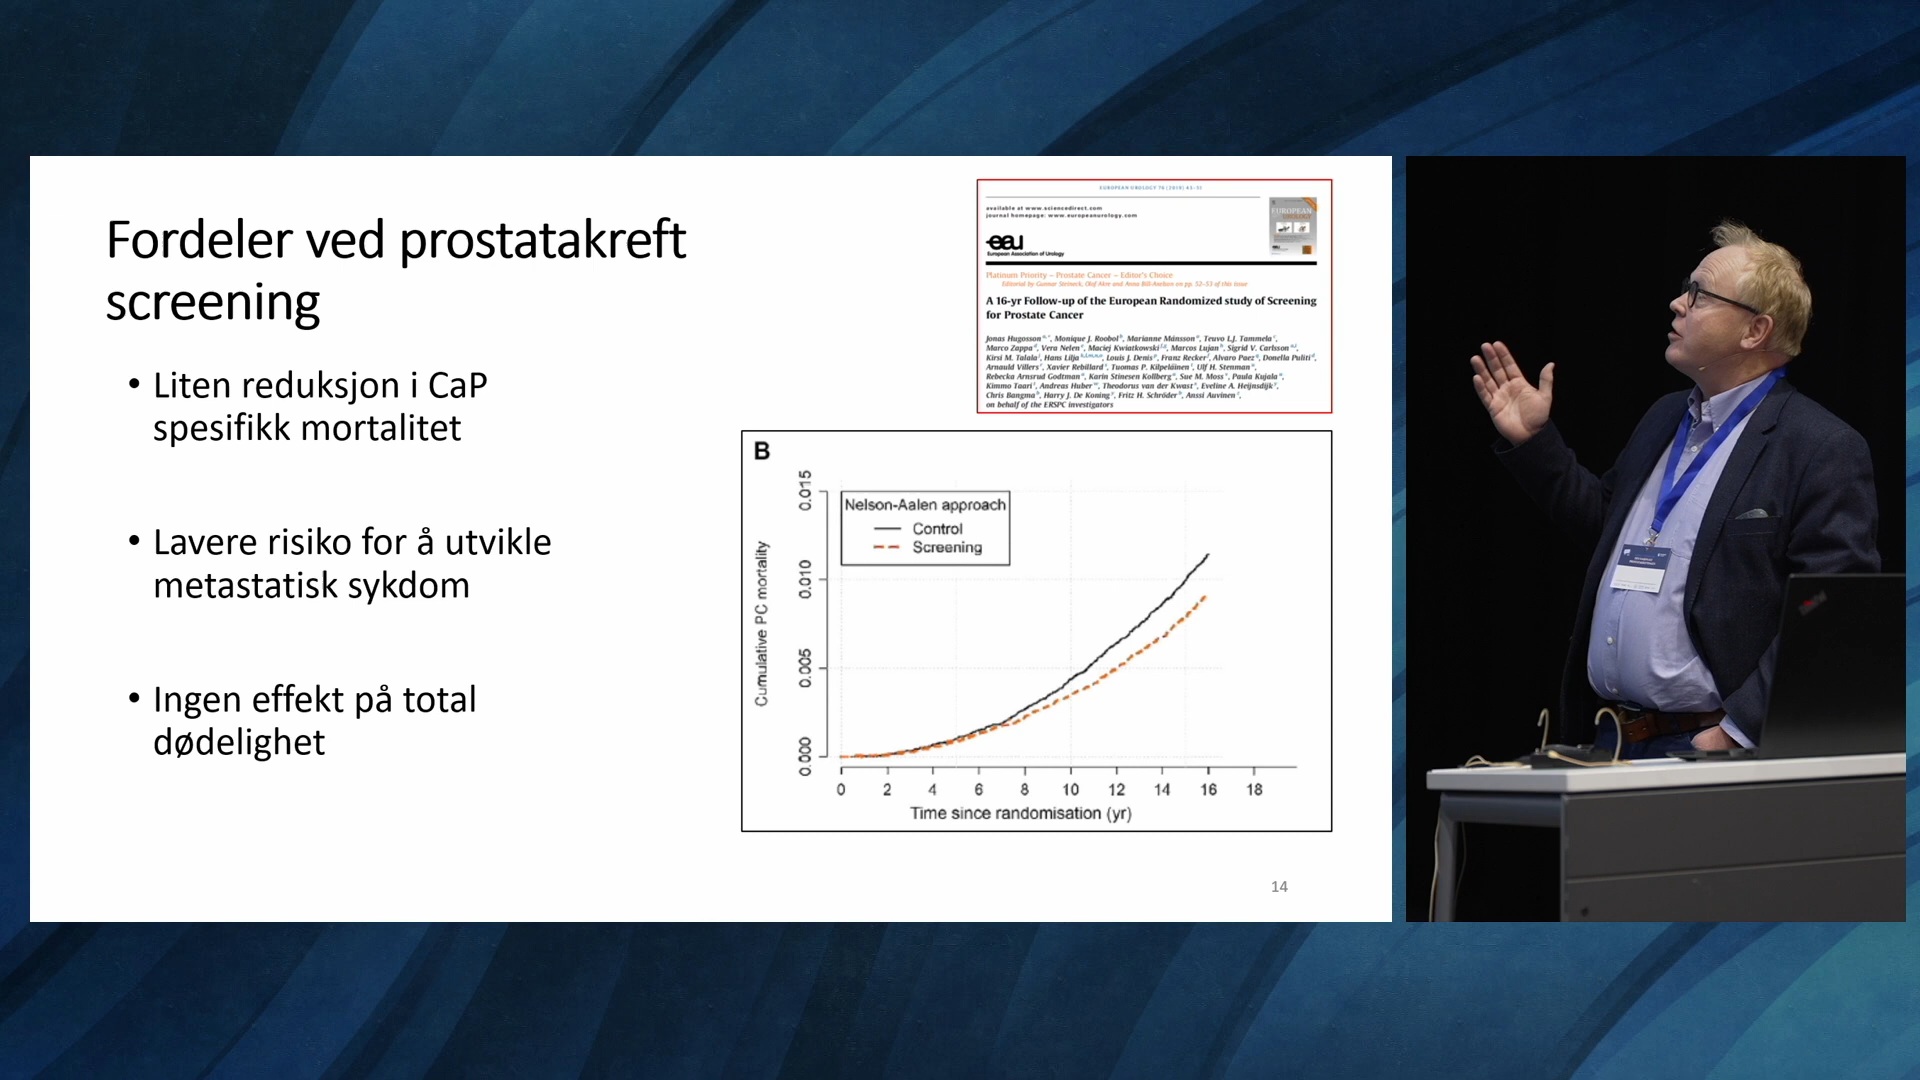 Fordeler ved prostatakreft
screening
• Liten reduksjon i CaP
spesifikk mortalitet
• Lavere risiko for å utvikle
metastatisk sykdom
• Ingen effekt på total
dødelighet
EUROPEAN UROLOGY 76 (2019) 43–51
available at www.sciencedirect.com
journal homepage: www.europeanurology.com
EUROPEAN
UROLOGY
eau
European Association of Urology
Platinum Priority – Prostate Cancer – Editor's Choice
Editorial by Gunnar Steineck, Olof Akre and Anna Bill-Axelson on pp. 52–53 of this issue
A 16-yr Follow-up of the European Randomized study of Screening
for Prostate Cancer
Jonas Hugosson, Monique J. Roobol, Marianne Månsson, Teuvo L.J. Tammela,
Marco Zappa, Vera Nelen, Maciej Kwiatkowski, Marcos Lujan, Sigrid V. Carlsson,
Kirsi M. Talala, Hans Lilja, Louis J. Denis, Franz Recker, Alvaro Paez, Donella Puliti,
Arnauld Villers, Xavier Rebillard, Tuomas P. Kilpeläinen, Ulf H. Stenman,
Rebecka Arnsrud Godtman, Karin Stinesen Kollberg, Sue M. Moss, Paula Kujala,
Kimmo Taari, Andreas Huber, Theodorus van der Kwast, Eveline A. Heijnsdijk,
Chris Bangma, Harry J. De Koning, Fritz H. Schröder, Anssi Auvinen,
on behalf of the ERSPC investigators
B
Nelson-Aalen approach
Control
Screening
Cumulative PC mortality
0.015
0.010
0.005
0.000
0 2 4 6 8 10 12 14 16 18
Time since randomisation (yr)
14